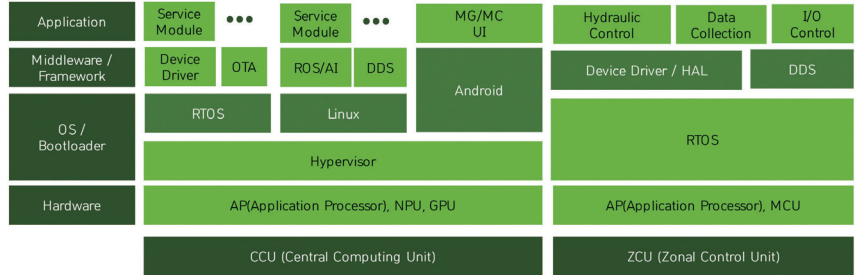 Application
Service
Module
•••
Service
Module
•••
MG/MC
UI
Hydraulic
Control
Data
Collection
I/O
Control
Middleware /
Framework
Device
Driver
OTA
ROS/AI
DDS
Android
Device Driver / HAL
DDS
OS /
Bootloader
RTOS
Linux
Hypervisor
RTOS
Hardware
AP(Application Processor), NPU, GPU
AP(Application Processor), MCU
CCU (Central Computing Unit)
ZCU (Zonal Control Unit)